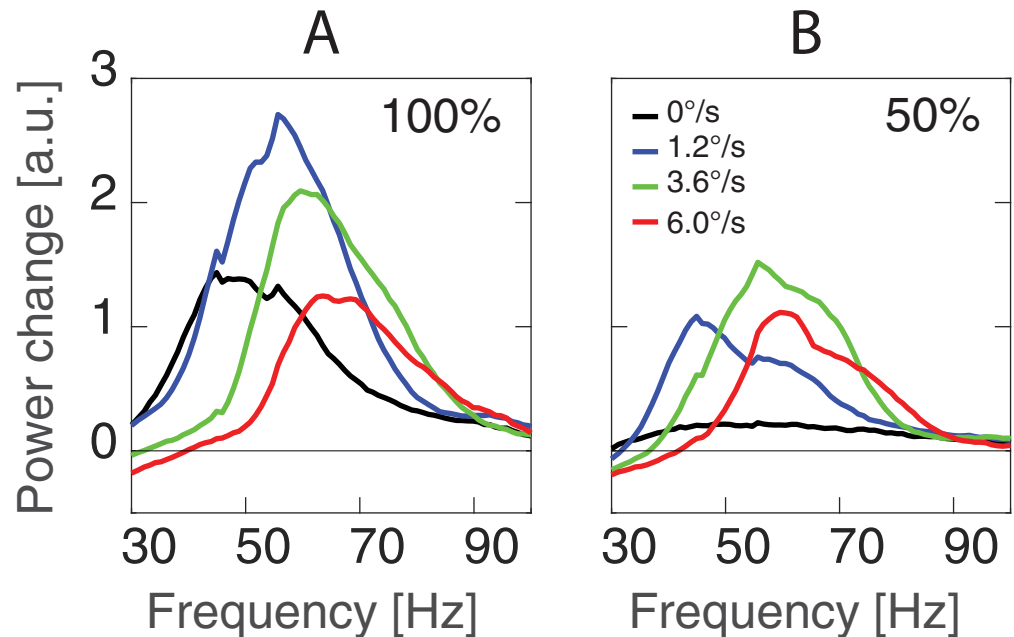 A
B
Power change [a.u.]
3
2
1
0
100%
50%
0°/s
1.2°/s
3.6°/s
6.0°/s
30 50 70 90
30 50 70 90
Frequency [Hz]
Frequency [Hz]